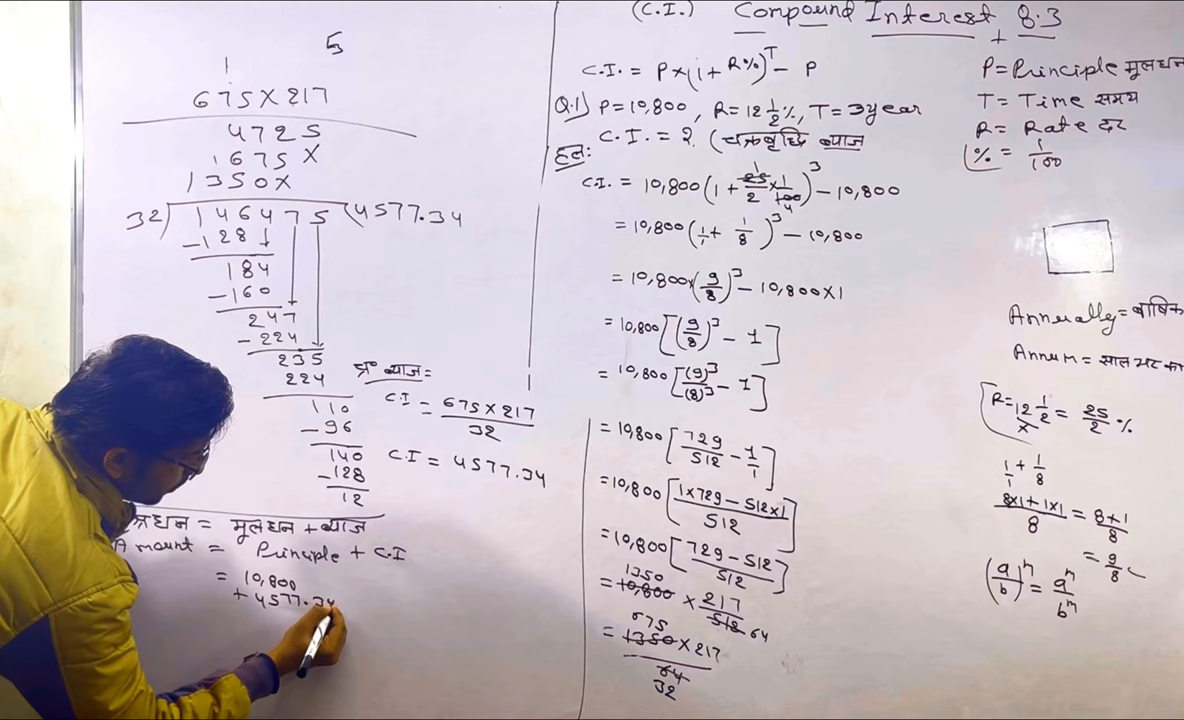 (C.I.) Compound Interest 8.3
C.I. = P×(1+R%)^T - P
Q.1) P=10,800, R=12 1/2%, T=3year
C.I.=?. (चक्रवृद्धि ब्याज
हल:
C.I. = 10,800(1+25/2×1/100)^3-10,800
1
4
=10,800(1/1+1/8)^3-10,800
=10,800×(9/8)^3-10,800×1
=10,800[(9/8)^3-1]
=10,800[(9)^3/(8)^3-1]
=10,800[729/512-1/1]
=10,800[1×729-512×1/512]
=10,800[729-512/512]
1350
=10,800×217/512 64
675
=1350×217/64
32
P=Principle मूलधन
T=Time समय
R=Rate दर
%=1/100
Annually=वार्षिक
Annum=साल भर का
R=12 1/2=25/2%
×
1/1+1/8
8×1+1×1/8=8+1/8
=9/8
(a/b)^n=a^n/b^n
5
1
675×217
4725
1675×
1350×
32)146475(4577.34
-128
184
-160
247
-224
235
224
110
-96
140
-128
12
ब्याज=
C.I=675×217/32
C.I=4577.34
= मूलधन+ब्याज
Amount = Principle+C.I
=10,800
+4577.34